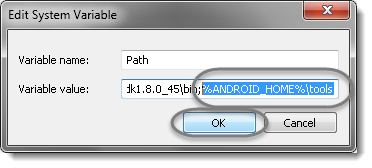 Edit System Variable
Variable name: Path
Variable value: dk1.8.0_45\bin;%ANDROID_HOME%\tools
OK Cancel